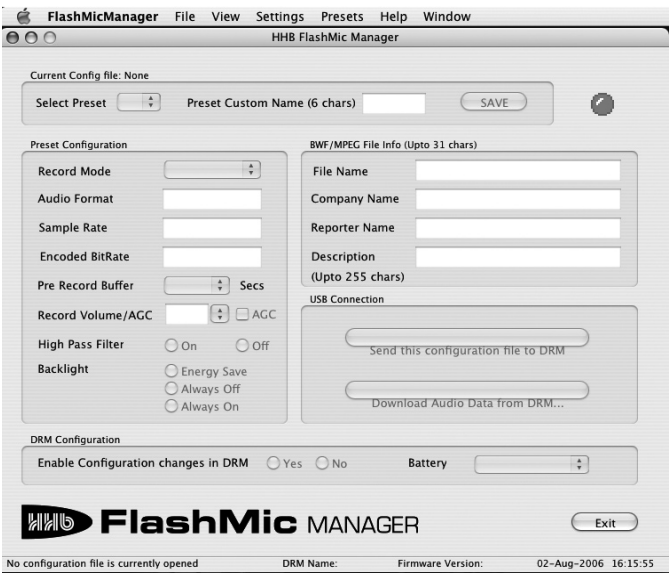 FlashMicManager File View Settings Presets Help Window
HHB FlashMic Manager
Current Config file: None
Select Preset Preset Custom Name (6 chars) SAVE
Preset Configuration
Record Mode
Audio Format
Sample Rate
Encoded BitRate
Pre Record Buffer Secs
Record Volume/AGC AGC
High Pass Filter On Off
Backlight Energy Save
Always Off
Always On
BWF/MPEG File Info (Upto 31 chars)
File Name
Company Name
Reporter Name
Description
(Upto 255 chars)
USB Connection
Send this configuration file to DRM
Download Audio Data from DRM...
DRM Configuration
Enable Configuration changes in DRM Yes No Battery
HHB FlashMic MANAGER
Exit
No configuration file is currently opened DRM Name: Firmware Version: 02-Aug-2006 16:15:55